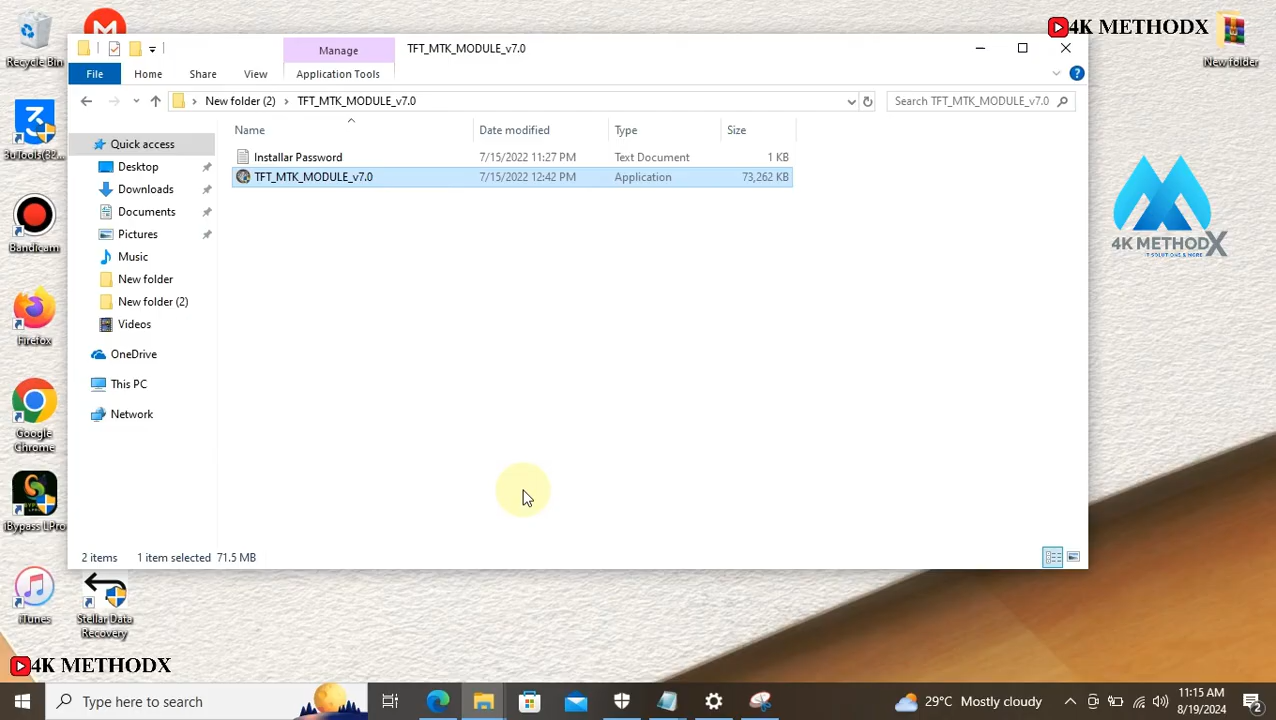 Recycle Bin
4K METHODX
New folder
Manage
TFT_MTK_MODULE_v7.0
File
Home
Share
View
Application Tools
New folder (2)
TFT_MTK_MODULE_v7.0
Search TFT_MTK_MODULE_v7.0
Name
Date modified
Type
Size
Installar Password
7/15/2022 11:27 PM
Text Document
1 KB
TFT_MTK_MODULE_v7.0
7/15/2022 12:42 PM
Application
73,262 KB
Quick access
Desktop
Downloads
Documents
Pictures
Music
New folder
New folder (2)
Videos
OneDrive
This PC
Network
2 items
1 item selected
71.5 MB
3uTools(32...
Bandicam
Firefox
Google
Chrome
iBypass LPro
iTunes
Stellar Data
Recovery
4K METHODX
IT SOLUTIONS & MORE
4K METHODX
Type here to search
29°C Mostly cloudy
11:15 AM
8/19/2024
2